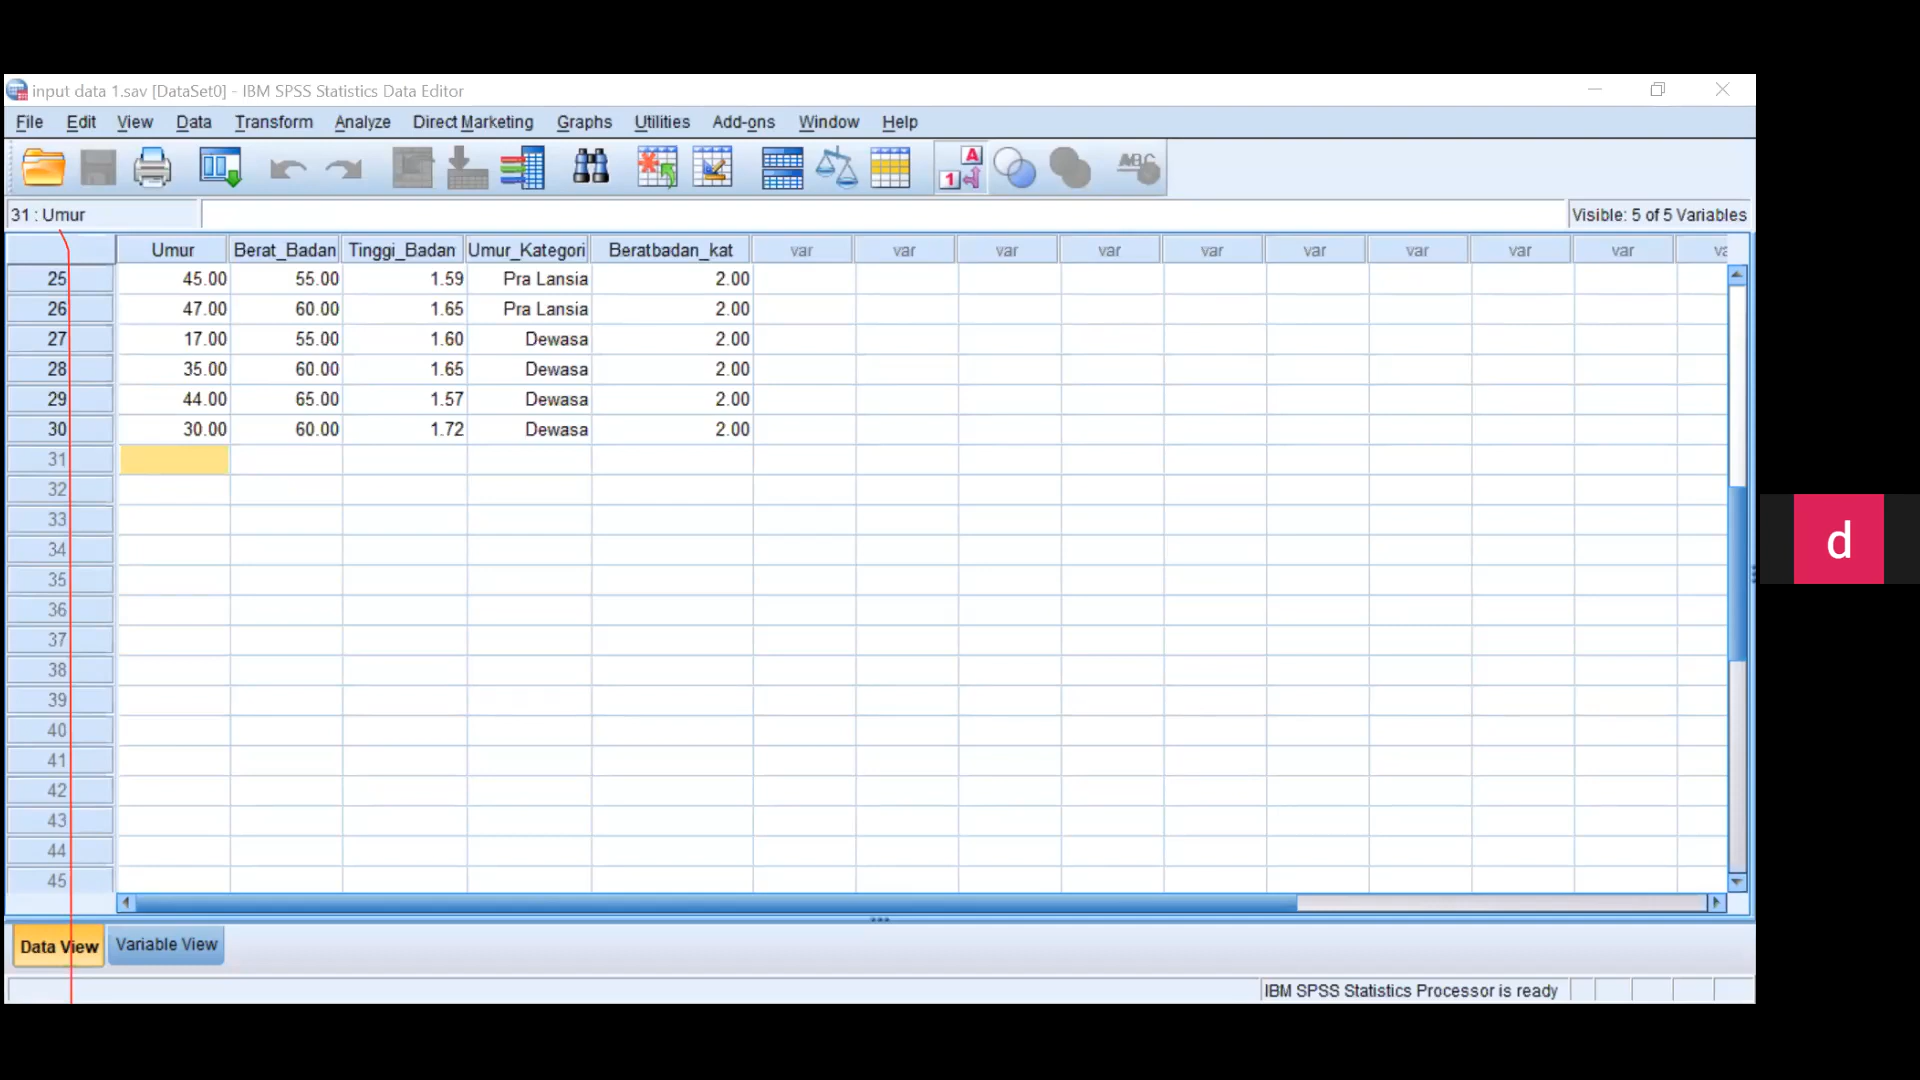 input data 1.sav [DataSet0] - IBM SPSS Statistics Data Editor
File Edit View Data Transform Analyze Direct Marketing Graphs Utilities Add-ons Window Help
A
1
ABC
31 : Umur Visible: 5 of 5 Variables
Umur Berat_Badan Tinggi_Badan Umur_Kategori Beratbadan_kat var var var var var var var var var va
25 45.00 55.00 1.59 Pra Lansia 2.00
26 47.00 60.00 1.65 Pra Lansia 2.00
27 17.00 55.00 1.60 Dewasa 2.00
28 35.00 60.00 1.65 Dewasa 2.00
29 44.00 65.00 1.57 Dewasa 2.00
30 30.00 60.00 1.72 Dewasa 2.00
31
32
33
34
35
36
37
38
39
40
41
42
43
44
45
d
Data View Variable View
IBM SPSS Statistics Processor is ready